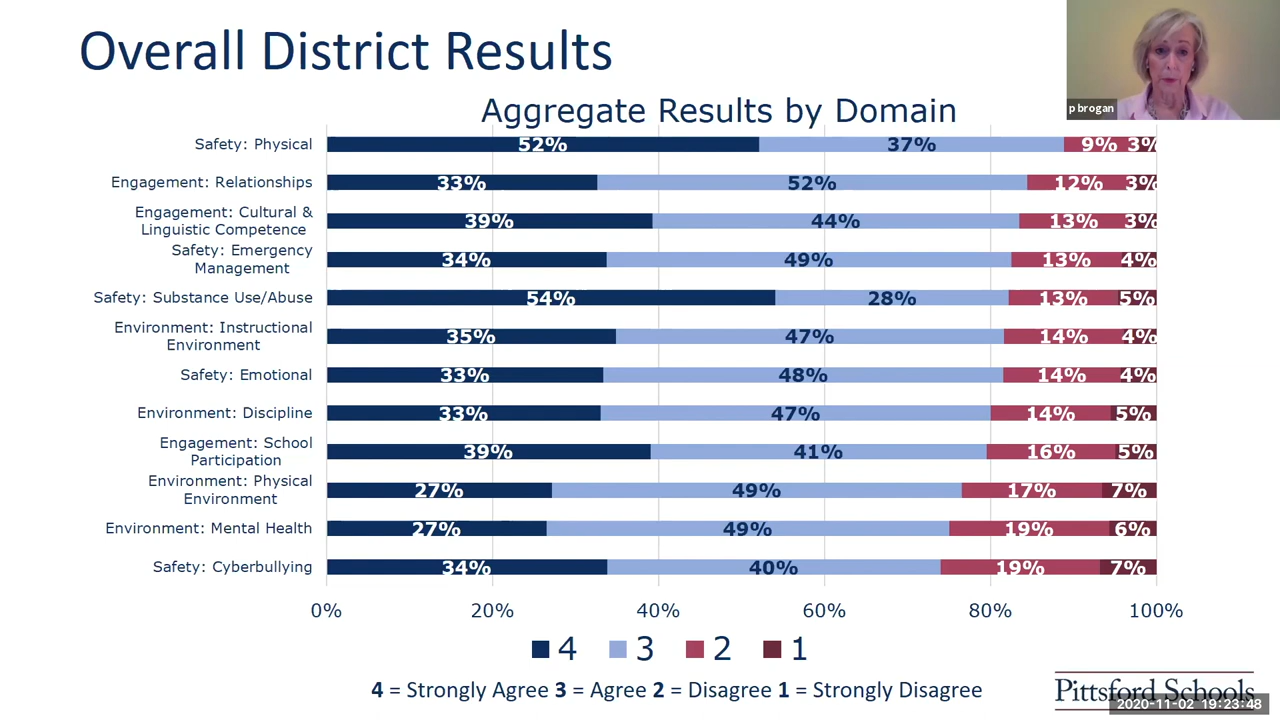 Overall District Results
p brogan
Aggregate Results by Domain
Safety: Physical 52% 37% 9% 3%
Engagement: Relationships 33% 52% 12% 3%
Engagement: Cultural &
Linguistic Competence 39% 44% 13% 3%
Safety: Emergency
Management 34% 49% 13% 4%
Safety: Substance Use/Abuse 54% 28% 13% 5%
Environment: Instructional
Environment 35% 47% 14% 4%
Safety: Emotional 33% 48% 14% 4%
Environment: Discipline 33% 47% 14% 5%
Engagement: School
Participation 39% 41% 16% 5%
Environment: Physical
Environment 27% 49% 17% 7%
Environment: Mental Health 27% 49% 19% 6%
Safety: Cyberbullying 34% 40% 19% 7%
0% 20% 40% 60% 80% 100%
4 3 2 1
4 = Strongly Agree 3 = Agree 2 = Disagree 1 = Strongly Disagree
Pittsford Schools
2020-11-02 19:23:48